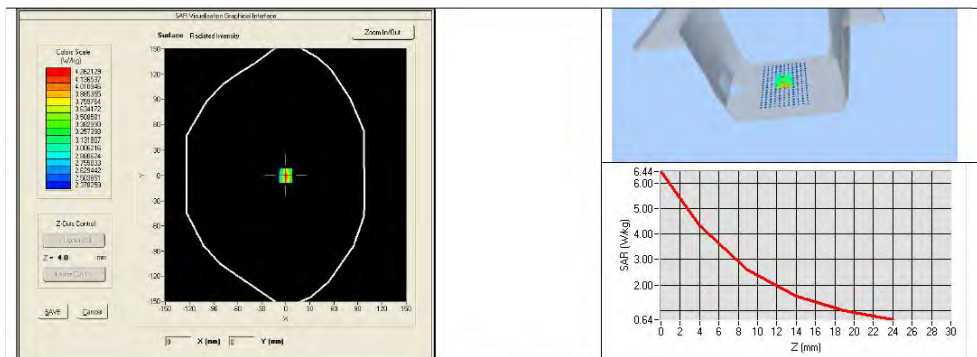 SAR Visualisation Graphical Interface
Surface Radiated Intensity
Zoom In/Out
Colors Scale
(W/kg)
4.262129
4.136537
4.010946
3.885355
3.759764
3.634172
3.508581
3.382990
3.257399
3.131807
3.006216
2.880624
2.755033
2.629442
2.503851
2.378259
Z-Cuts Control
Z = 4.0 mm
SAVE Cancel
150
120
90
60
30
0
-30
-60
-90
-120
-150
Y
-150 -120 -90 -60 -30 0 30 60 90 120 150
X
0 X (mm) 0 Y (mm)
6.44
6.00
4.00
3.00
2.00
0.64
SAR (W/kg)
0 2 4 6 8 10 12 14 16 18 20 22 24 26 28 30
Z (mm)